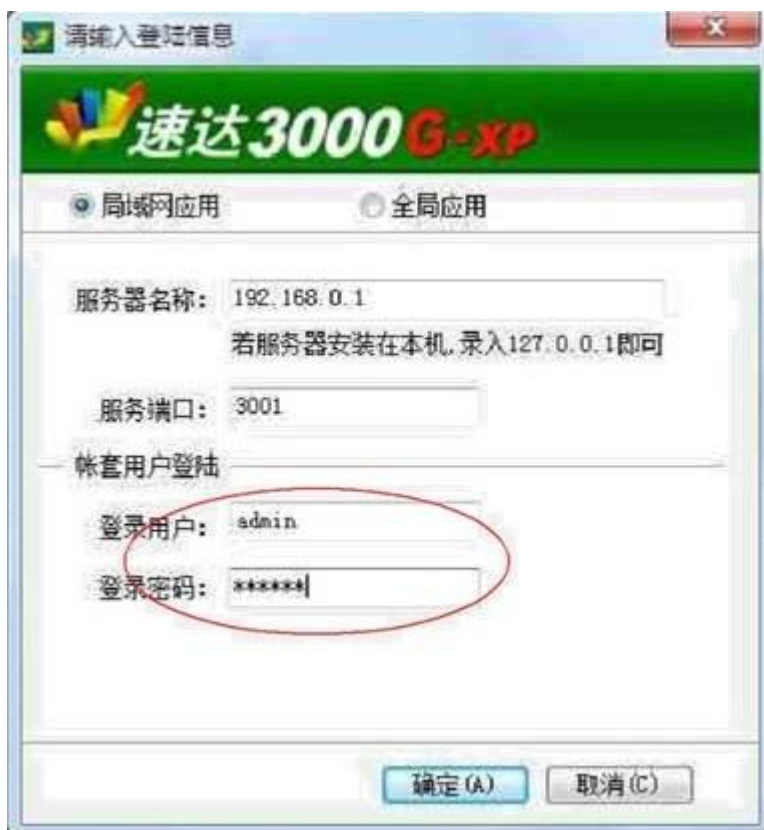 请输入登陆信息
速达3000G-XP
局域网应用 全局应用
服务器名称: 192.168.0.1
若服务器安装在本机,录入127.0.0.1即可
服务端口: 3001
帐套用户登陆
登录用户: admin
登录密码: ******
确定(A) 取消(C)